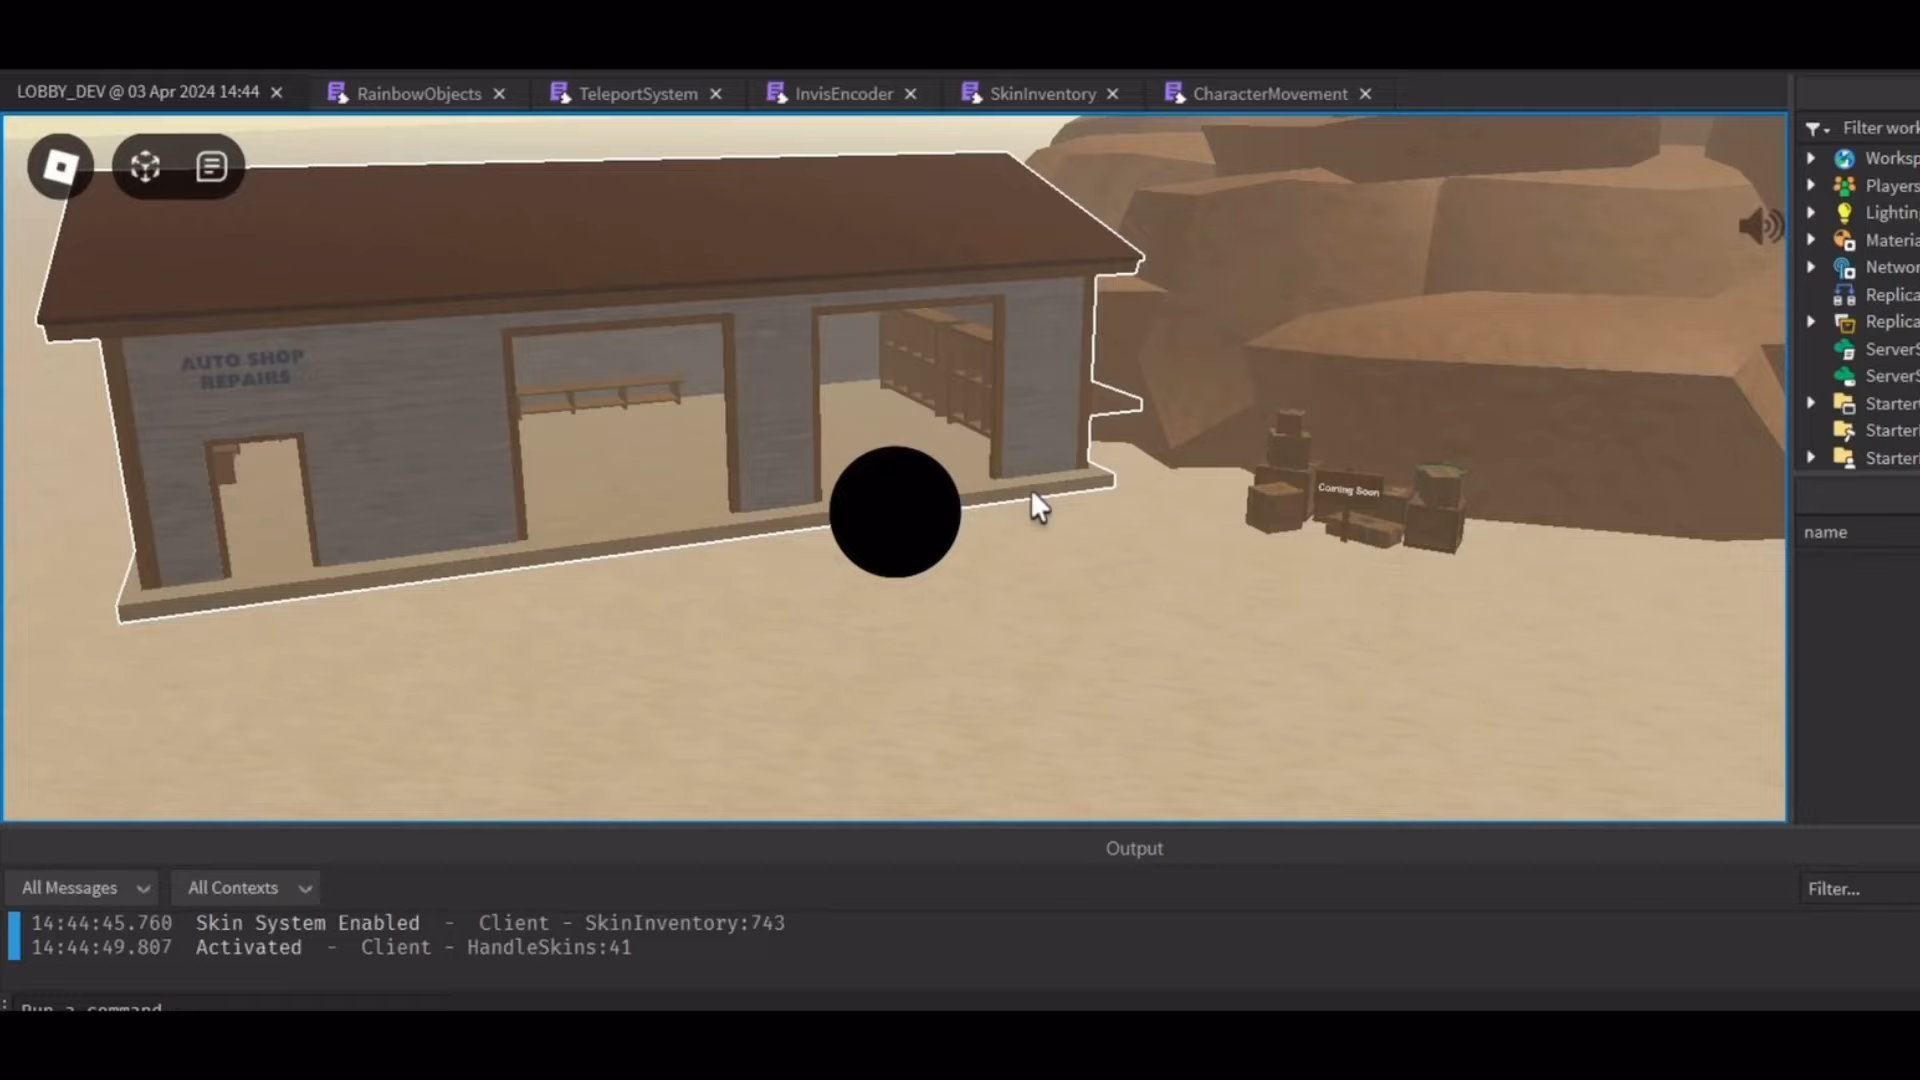 LOBBY_DEV @ 03 Apr 2024 14:44
RainbowObjects
TeleportSystem
InvisEncoder
SkinInventory
CharacterMovement
Filter work
Worksp
Players
Lightin
Materia
Networ
Replica
Replica
ServerS
ServerS
Starter
Starter
Starter
name
AUTO SHOP
REPAIRS
Coming Soon
Output
All Messages
All Contexts
Filter...
14:44:45.760 Skin System Enabled - Client - SkinInventory:743
14:44:49.807 Activated - Client - HandleSkins:41
Run a command